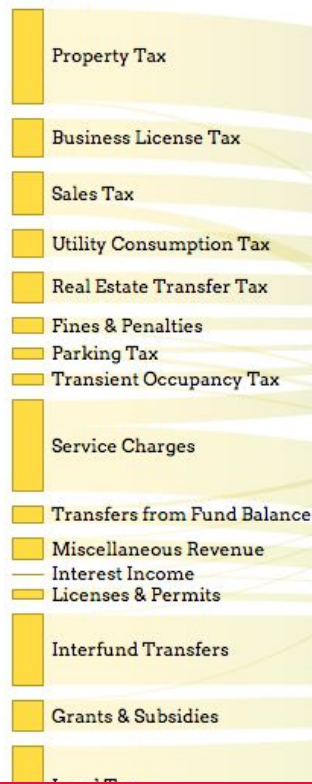 Property Tax
Business License Tax
Sales Tax
Utility Consumption Tax
Real Estate Transfer Tax
Fines & Penalties
Parking Tax
Transient Occupancy Tax
Service Charges
Transfers from Fund Balance
Miscellaneous Revenue
Interest Income
Licenses & Permits
Interfund Transfers
Grants & Subsidies